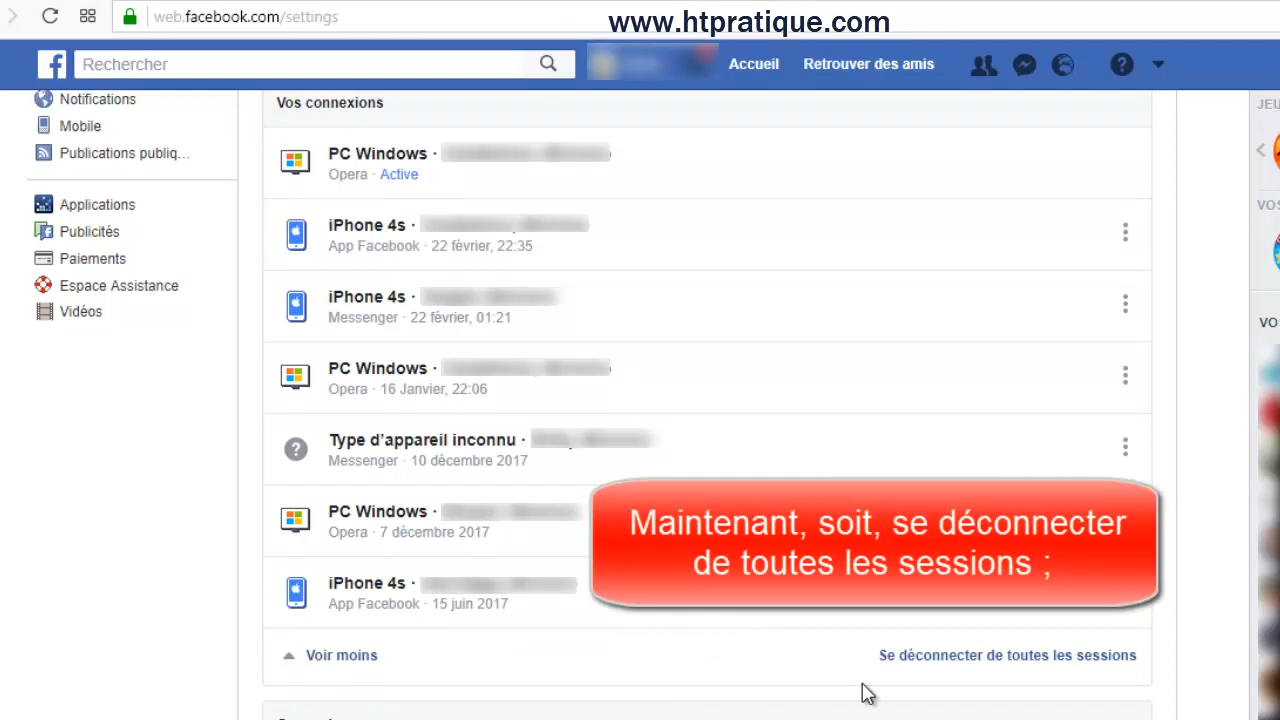 web.facebook.com/settings
www.htpratique.com
Rechercher
Accueil
Retrouver des amis
Notifications
Mobile
Publications publiq...
Applications
Publicités
Paiements
Espace Assistance
Vidéos
Vos connexions
PC Windows ·
Opera · Active
iPhone 4s ·
App Facebook · 22 février, 22:35
iPhone 4s ·
Messenger · 22 février, 01:21
PC Windows ·
Opera · 16 Janvier, 22:06
Type d'appareil inconnu ·
Messenger · 10 décembre 2017
PC Windows ·
Opera · 7 décembre 2017
iPhone 4s ·
App Facebook · 15 juin 2017
Maintenant, soit, se déconnecter
de toutes les sessions ;
Voir moins
Se déconnecter de toutes les sessions
JEU
VOS
VO